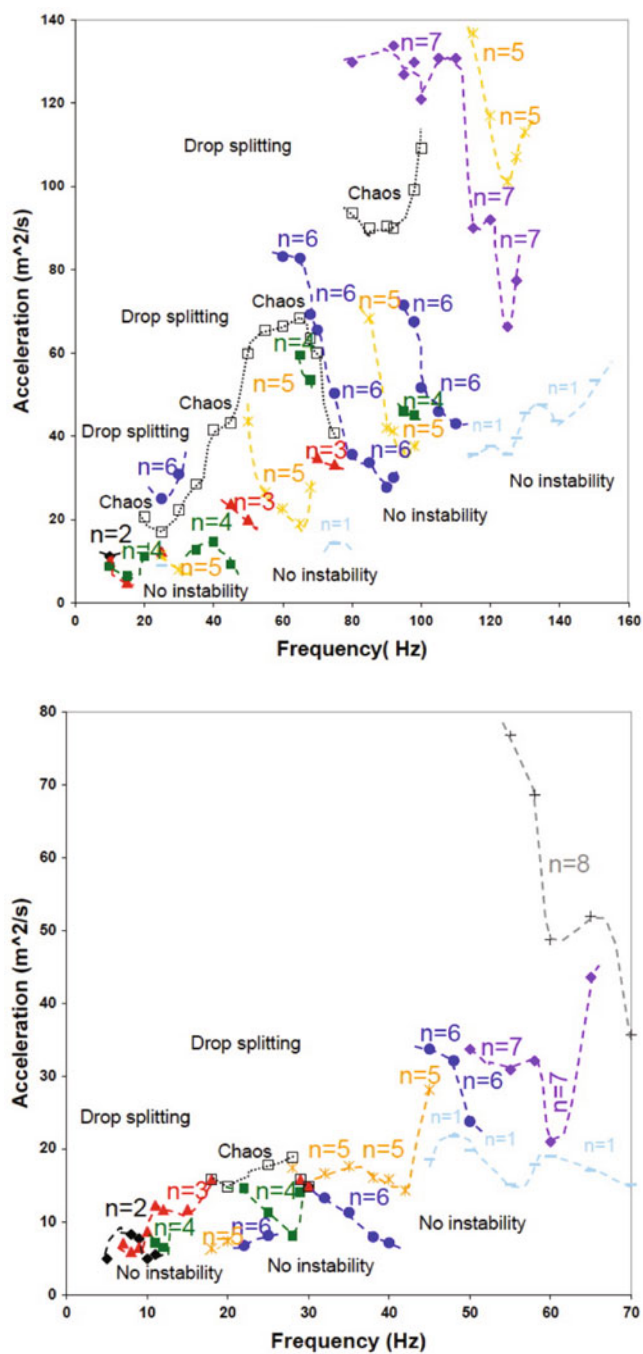 140
n=7
n=5
120
n=5
Drop splitting
100
Chaos
n=7
n=7
80
n=6
Chaos
n=6
n=5
n=6
Drop splitting
60
n=4
n=6
n=6
Chaos
n=5
n=1
n=1
40
n=4
n=5
Drop splitting
n=3
n=6
n=6
n=5
No instability
Chaos
n=3
No instability
20
n=2
n=4
n=4
n=1
n=5
No instability
No instability
0
0 20 40 60 80 100 120 140 160
Acceleration (m^2/s)
Frequency( Hz)
80
70
60
n=8
50
40
Drop splitting
n=6
n=7
n=6
30
n=5
n=7
Drop splitting
n=1
20
Chaos
n=5
n=5
n=1
n=3
n=4
n=6
No instability
n=2
10
n=4
n=5
n=6
No instability
No instability
0
0 10 20 30 40 50 60 70
Acceleration (m^2/s)
Frequency (Hz)